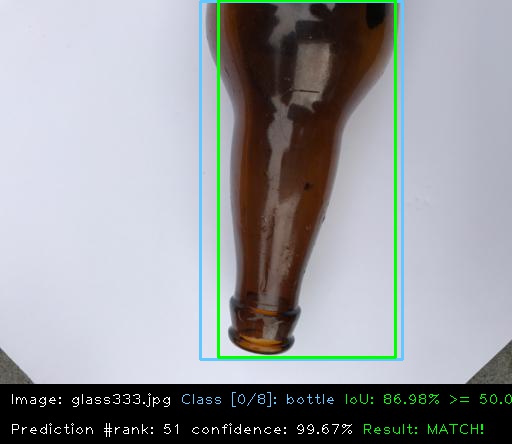 Image: glass333.jpg Class [0/8]: bottle IoU: 86.98% >= 50.0
Prediction #rank: 51 confidence: 99.67% Result: MATCH!